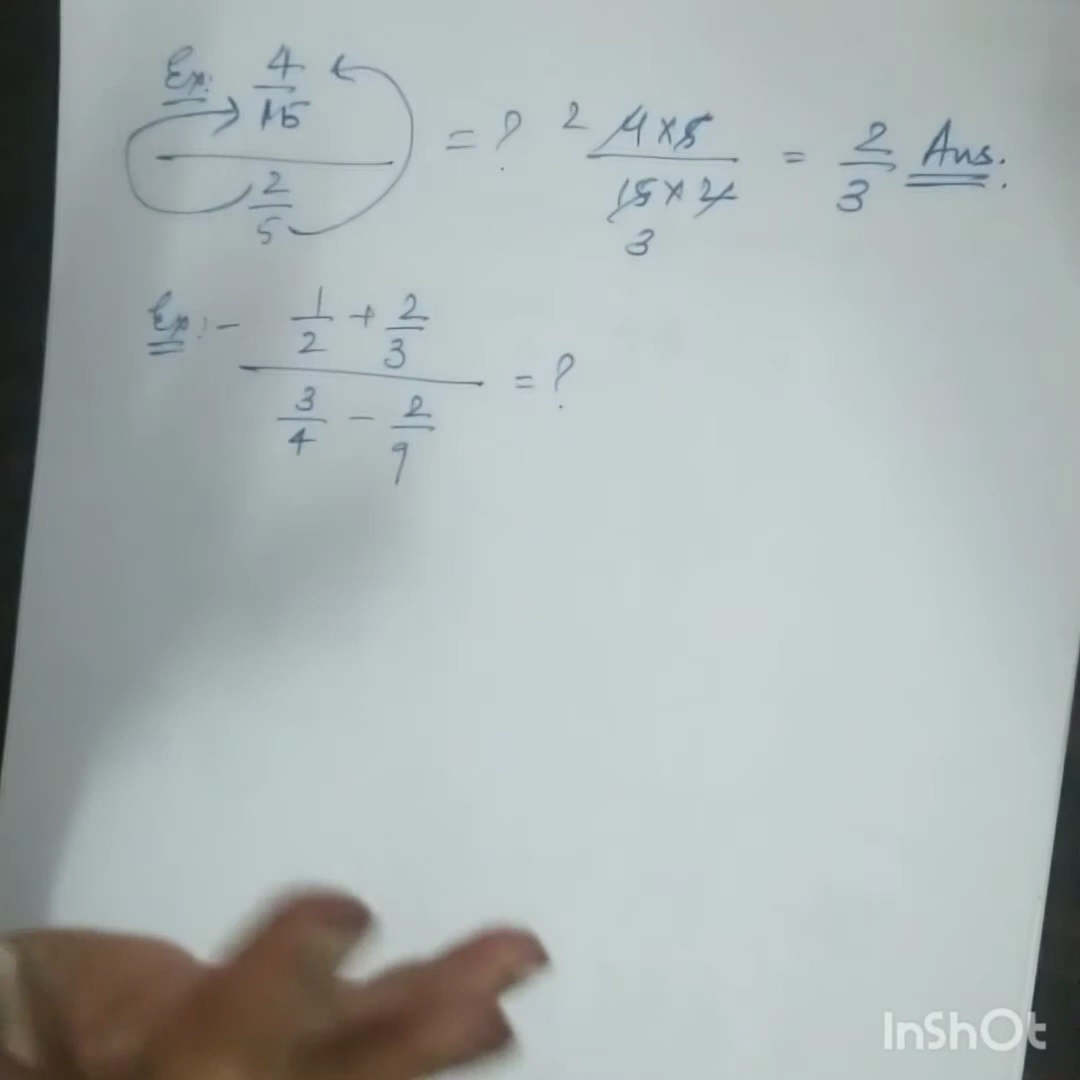 Ex: 4/15 / 2/5 = ? 2 4×5 / 15×2 3 = 2/3 Ans.
Ex:- 1/2 + 2/3 / 3/4 - 2/9 = ?
InShOt